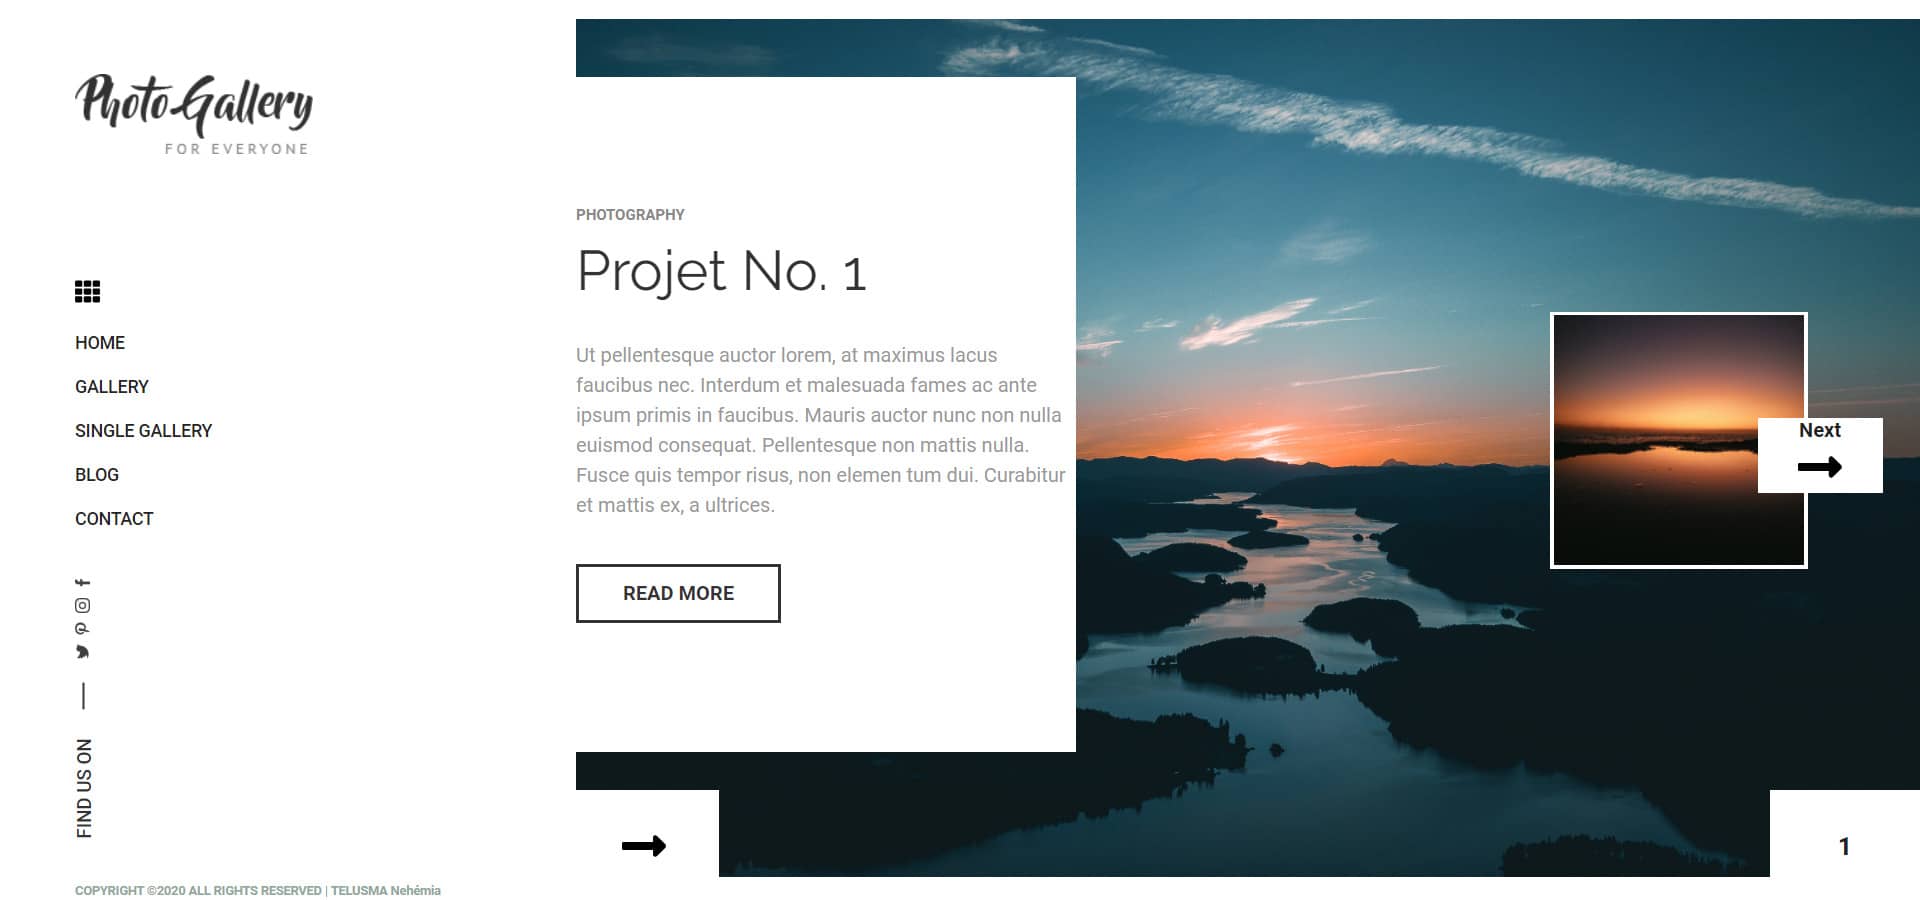 Photo Gallery
FOR EVERYONE
HOME
GALLERY
SINGLE GALLERY
BLOG
CONTACT
FIND US ON
COPYRIGHT ©2020 ALL RIGHTS RESERVED | TELUSMA Nehémia
PHOTOGRAPHY
Projet No. 1
Ut pellentesque auctor lorem, at maximus lacus
faucibus nec. Interdum et malesuada fames ac ante
ipsum primis in faucibus. Mauris auctor nunc non nulla
euismod consequat. Pellentesque non mattis nulla.
Fusce quis tempor risus, non elemen tum dui. Curabitur
et mattis ex, a ultrices.
READ MORE
Next
1